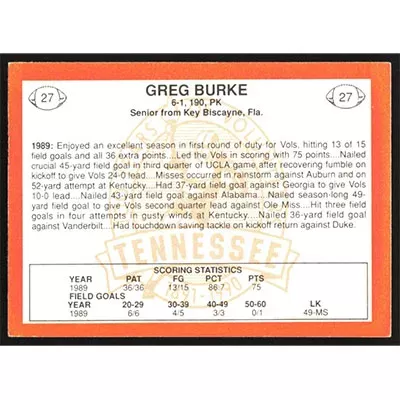 27 GREG BURKE 27
6-1, 190, PK
Senior from Key Biscayne, Fla.
1989: Enjoyed an excellent season in first round of duty for Vols, hitting 13 of 15
field goals and all 36 extra points....Led the Vols in scoring with 75 points....Nailed
crucial 45-yard field goal in third quarter of UCLA game after recovering fumble on
kickoff to give Vols 24-0 lead....Misses occurred in rainstorm against Auburn and on
52-yard attempt at Kentucky....Had 37-yard field goal against Georgia to give Vols
10-0 lead....Nailed 43-yard field goal against Alabama....Nailed season-long 49-yard
field goal on final play of second quarter against Ole Miss....Hit three field goals
in four attempts in gusty winds at Kentucky....Nailed 36-yard field goal
against Vanderbilt....Had touchdown saving tackle on kickoff return against Duke.
TENNESSEE
SCORING STATISTICS
YEAR PAT FG PCT PTS
1989 36/36 13/15 86.7 75
FIELD GOALS
YEAR 20-29 30-39 40-49 50-60 LK
1989 6/6 4/5 3/3 0/1 49-MS